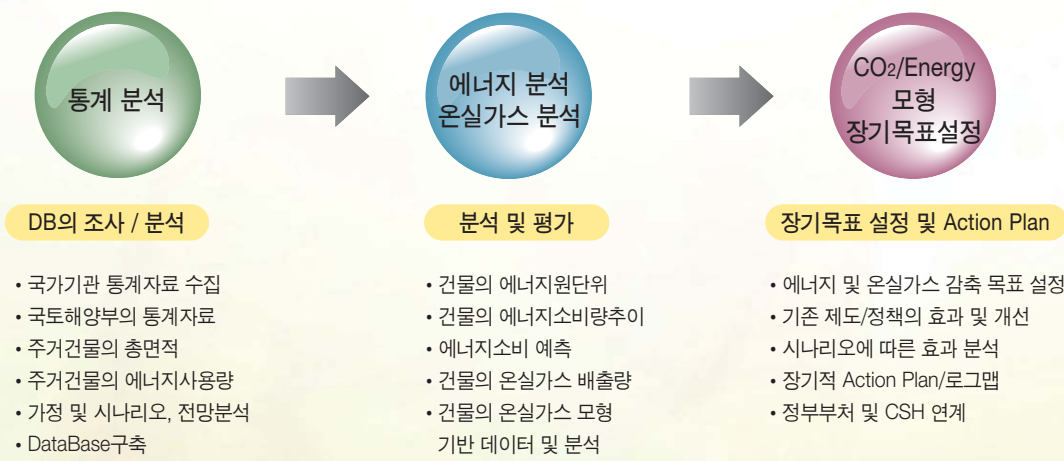 통계 분석
에너지 분석
온실가스 분석
CO2/Energy
모형
장기목표설정
DB의 조사 / 분석
• 국가기관 통계자료 수집
• 국토해양부의 통계자료
• 주거건물의 총면적
• 주거건물의 에너지사용량
• 가정 및 시나리오, 전망분석
• DataBase구축
분석 및 평가
• 건물의 에너지원단위
• 건물의 에너지소비량추이
• 에너지소비 예측
• 건물의 온실가스 배출량
• 건물의 온실가스 모형
기반 데이터 및 분석
장기목표 설정 및 Action Plan
• 에너지 및 온실가스 감축 목표 설정
• 기존 제도/정책의 효과 및 개선
• 시나리오에 따른 효과 분석
• 장기적 Action Plan/로그맵
• 정부부처 및 CSH 연계